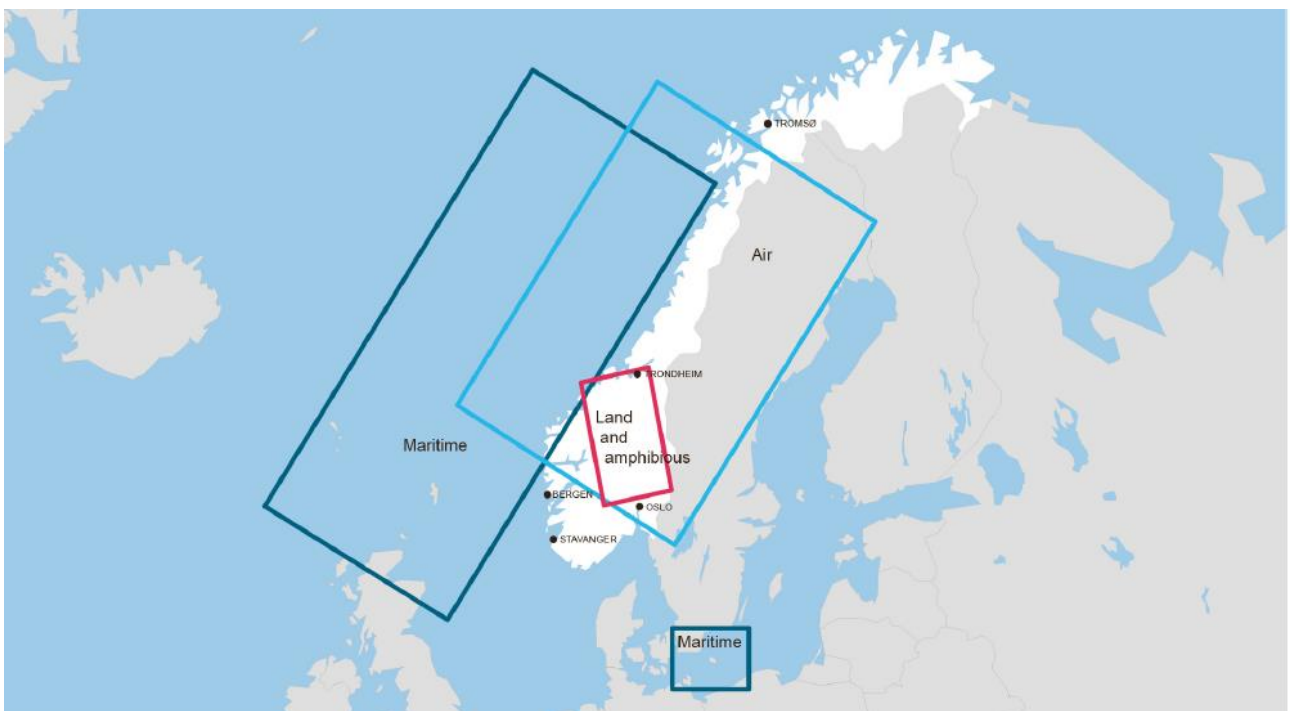 TROMSØ
Air
TRONDHEIM
Land
and
amphibious
Maritime
BERGEN
OSLO
STAVANGER
Maritime